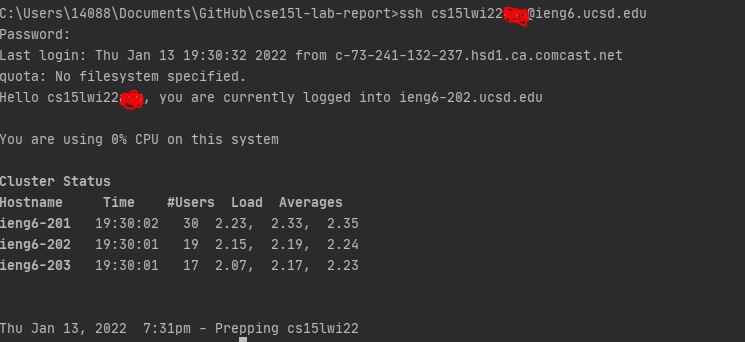 C:\Users\14088\Documents\GitHub\cse15l-lab-report>ssh cs15lwi22 @ieng6.ucsd.edu
Password:
Last login: Thu Jan 13 19:30:32 2022 from c-73-241-132-237.hsd1.ca.comcast.net
quota: No filesystem specified.
Hello cs15lwi22 , you are currently logged into ieng6-202.ucsd.edu
You are using 0% CPU on this system
Cluster Status
Hostname Time #Users Load Averages
ieng6-201 19:30:02 30 2.23, 2.33, 2.35
ieng6-202 19:30:01 19 2.15, 2.19, 2.24
ieng6-203 19:30:01 17 2.07, 2.17, 2.23
Thu Jan 13, 2022 7:31pm - Prepping cs15lwi22